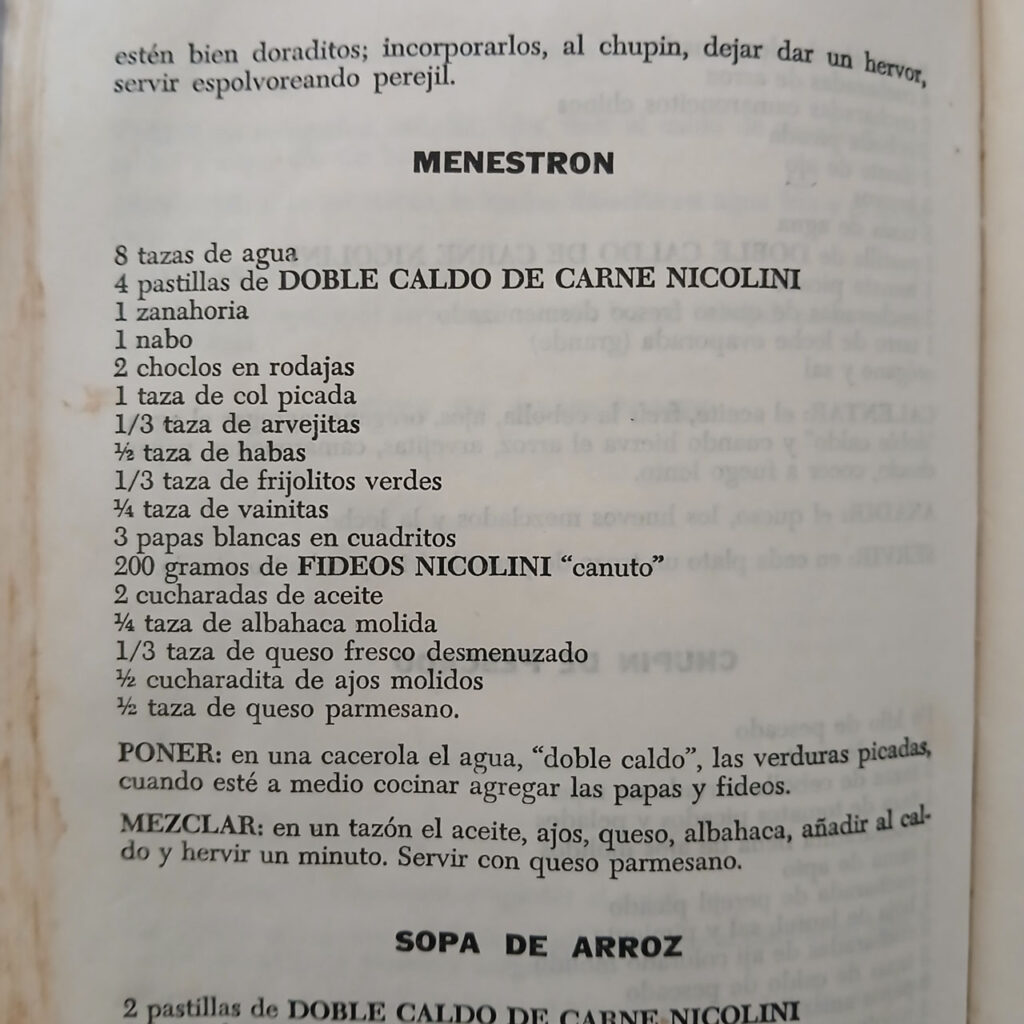 estén bien doraditos; incorporarlos, al chupin, dejar dar un hervor,
servir espolvoreando perejil.
MENESTRON
8 tazas de agua
4 pastillas de DOBLE CALDO DE CARNE NICOLINI
1 zanahoria
1 nabo
2 choclos en rodajas
1 taza de col picada
1/3 taza de arvejitas
½ taza de habas
1/3 taza de frijolitos verdes
¼ taza de vainitas
3 papas blancas en cuadritos
200 gramos de FIDEOS NICOLINI “canuto”
2 cucharadas de aceite
¼ taza de albahaca molida
1/3 taza de queso fresco desmenuzado
½ cucharadita de ajos molidos
½ taza de queso parmesano.
PONER: en una cacerola el agua, “doble caldo”, las verduras picadas,
cuando esté a medio cocinar agregar las papas y fideos.
MEZCLAR: en un tazón el aceite, ajos, queso, albahaca, añadir al cal-
do y hervir un minuto. Servir con queso parmesano.
SOPA DE ARROZ
2 pastillas de DOBLE CALDO DE CARNE NICOLINI